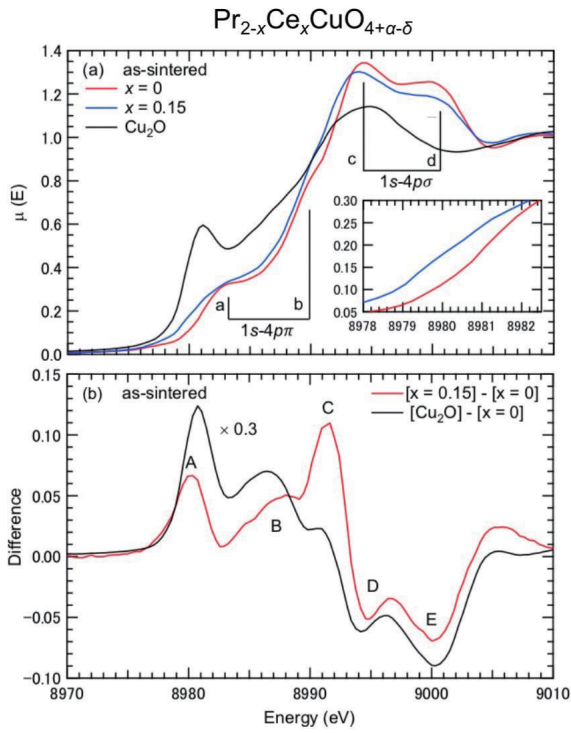 Pr2-xCexCuO4+α-δ
(a) as-sintered
x = 0
x = 0.15
Cu2O
1.4
1.2
1.0
0.8
0.6
0.4
0.2
0.0
μ (E)
a
b
1s-4pπ
c
d
1s-4pσ
0.30
0.25
0.20
0.15
0.10
0.05
8978 8979 8980 8981 8982
(b) as-sintered
[x = 0.15] - [x = 0]
[Cu2O] - [x = 0]
× 0.3
A
B
C
D
E
0.15
0.10
0.05
0.00
-0.05
-0.10
Difference
8970 8980 8990 9000 9010
Energy (eV)